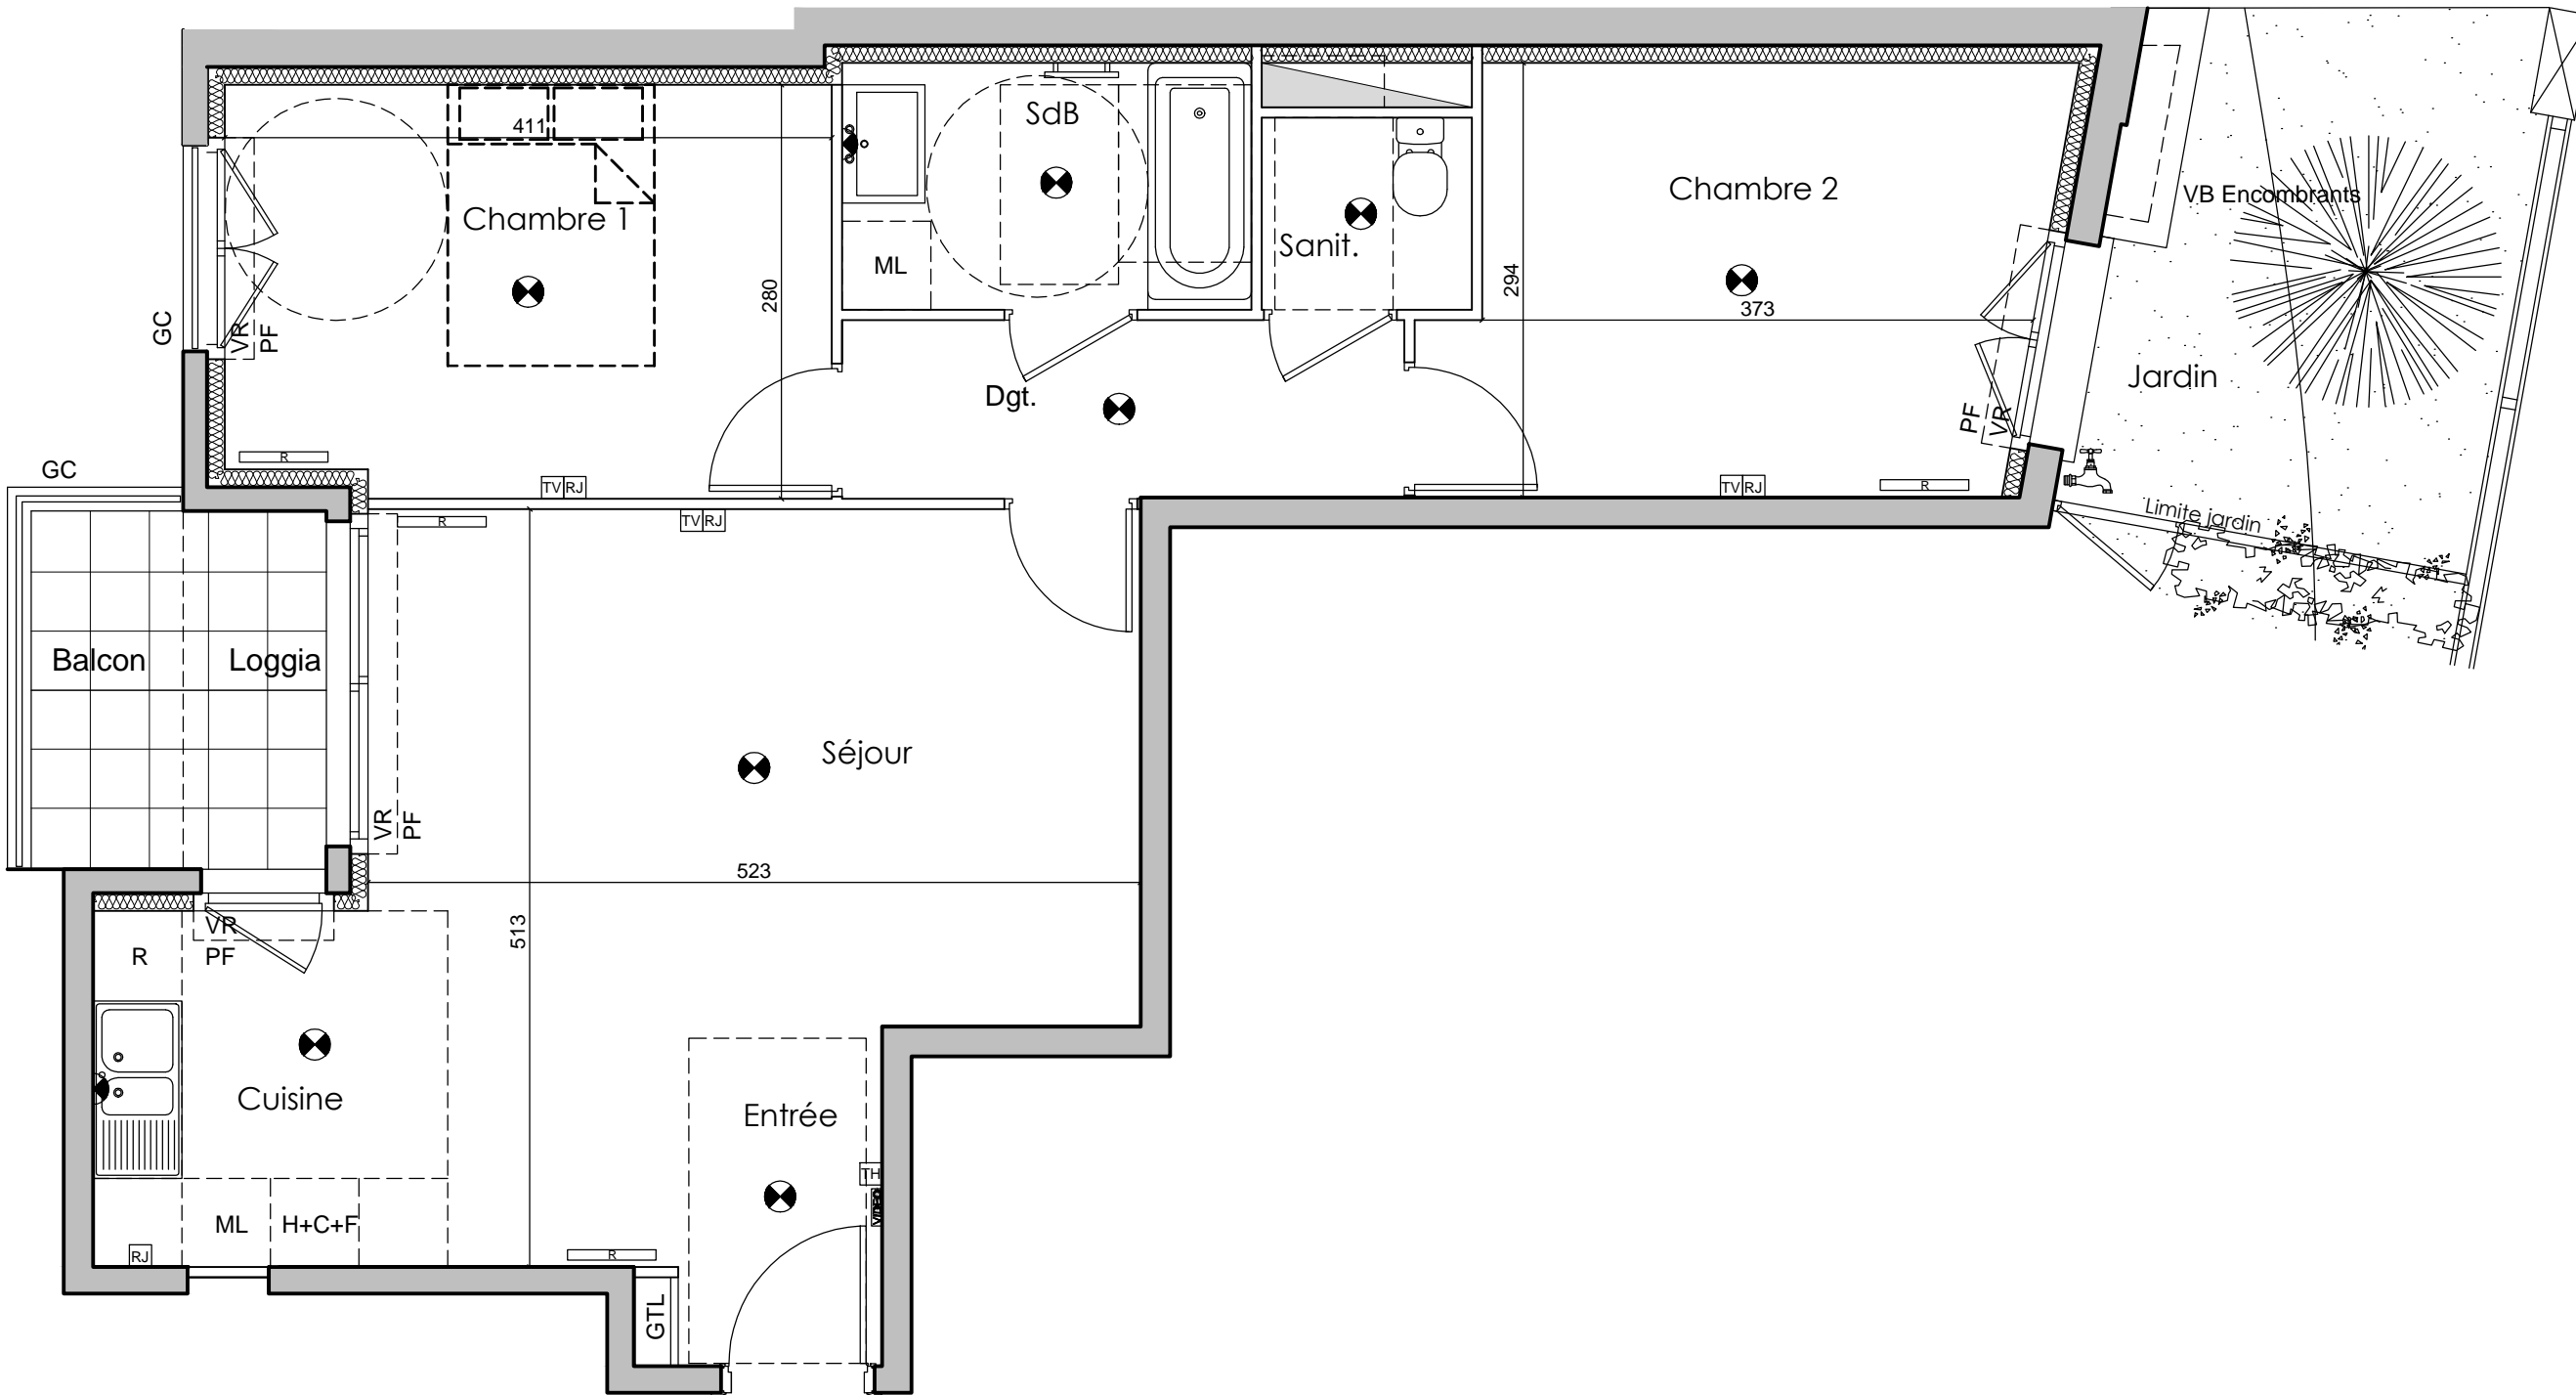 411
Chambre 1
280
GC
VR
PF
R
TV RJ
SdB
ML
Sanit.
Dgt.
Chambre 2
294
373
PF
VR
TV RJ
R
VB Encombrants
Jardin
Limite jardin
GC
Balcon
Loggia
R
TV RJ
VR
PF
Séjour
523
513
VR
PF
R
Cuisine
ML
H+C+F
RJ
R
GTL
Entrée
TH
VIDEO